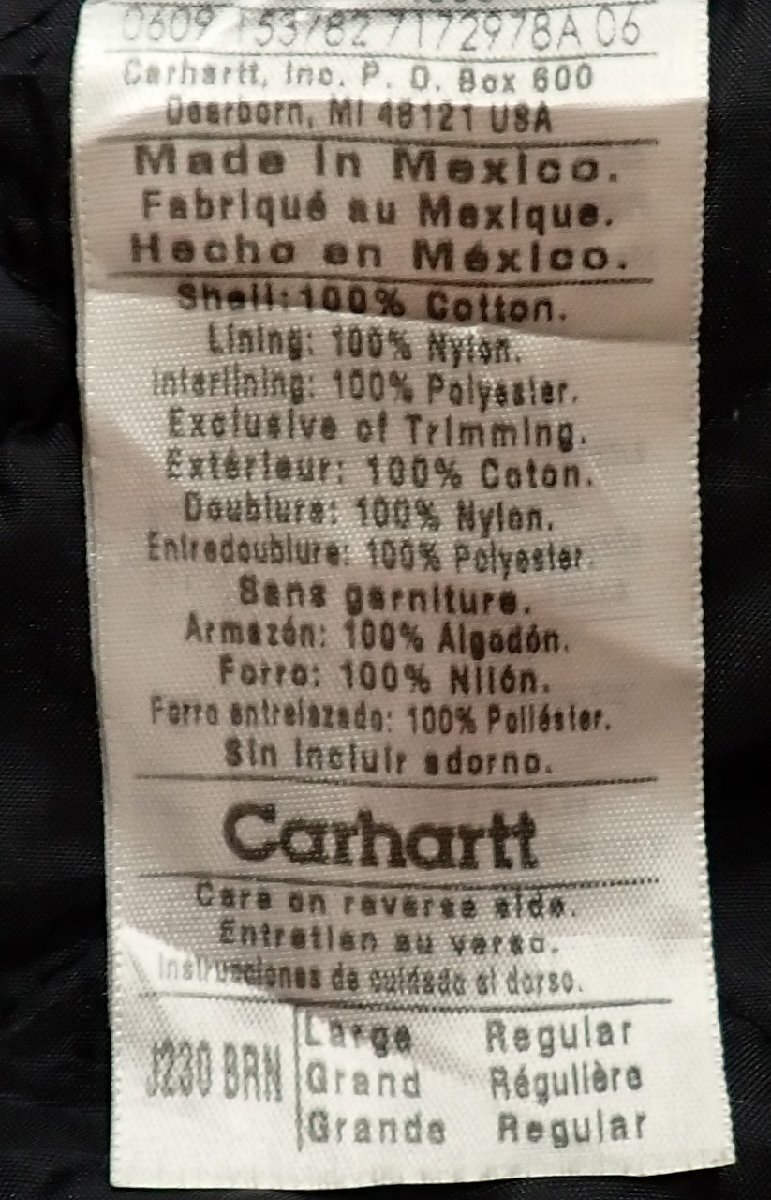 0609 153782 7172978A 06
Carhartt, Inc. P. O. Box 600
Dearborn, MI 48121 USA
Made in Mexico.
Fabriqué au Mexique.
Hecho en México.
Shell: 100% Cotton.
Lining: 100% Nylon.
Interlining: 100% Polyester.
Exclusive of Trimming.
Extérieur: 100% Coton.
Doublure: 100% Nylon.
Entredoublure: 100% Polyester.
Sans garniture.
Armazón: 100% Algodón.
Forro: 100% Nilón.
Forro entrelazado: 100% Poliéster.
Sin incluir adorno.
Carhartt
Care on reverse side.
Entretien au verso.
Instrucciones de cuidado al dorso.
J230 BRN
Large Regular
Grand Régulière
Grande Regular